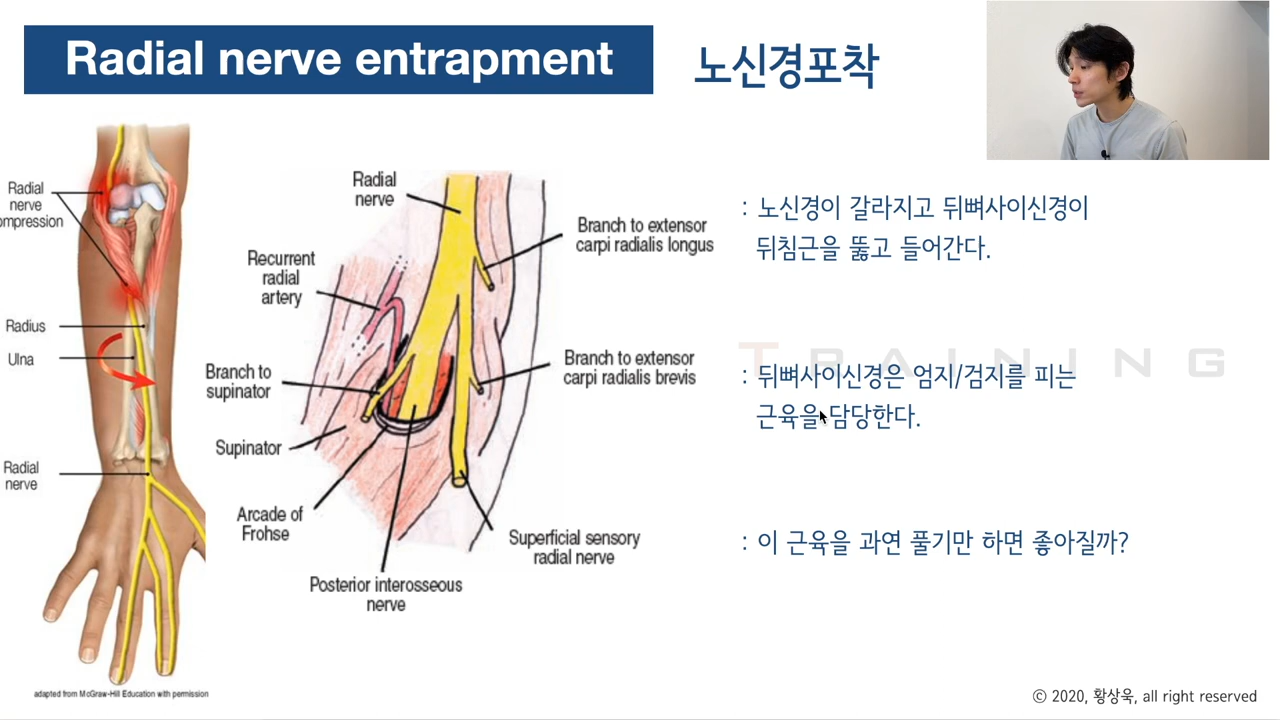 Radial nerve entrapment
노신경포착
Radial
nerve
ompression
Radius
Ulna
Radial
nerve
adapted from McGraw-Hill Education with permission
Radial
nerve
Branch to extensor
carpi radialis longus
Recurrent
radial
artery
Branch to extensor
carpi radialis brevis
Branch to
supinator
Supinator
Arcade of
Frohse
Superficial sensory
radial nerve
Posterior interosseous
nerve
: 노신경이 갈라지고 뒤뼈사이신경이
뒤침근을 뚫고 들어간다.
TRAINING
: 뒤뼈사이신경은 엄지/검지를 피는
근육을 담당한다.
: 이 근육을 과연 풀기만 하면 좋아질까?
© 2020, 황상욱, all right reserved